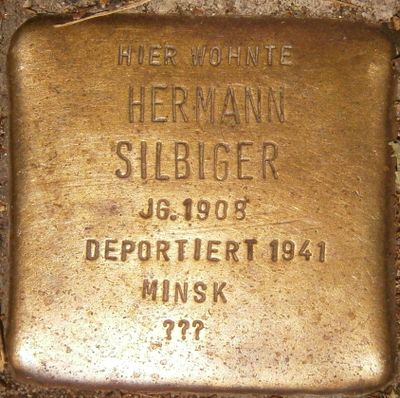 HIER WOHNTE
HERMANN
SILBIGER
JG. 1908
DEPORTIERT 1941
MINSK
???